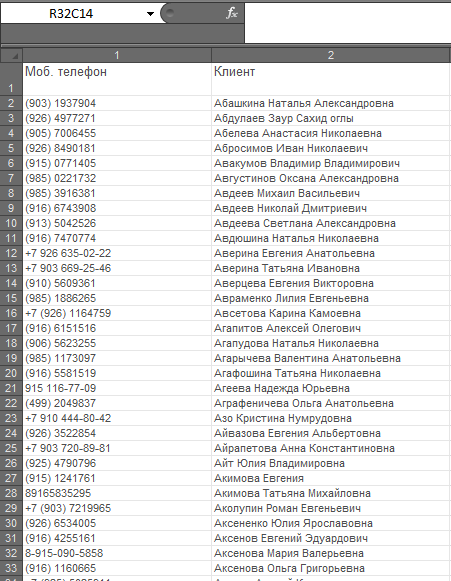 R32C14 fx
1 2
1 Моб. телефон Клиент
2 (903) 1937904 Абашкина Наталья Александровна
3 (926) 4977271 Абдулаев Заур Сахид оглы
4 (905) 7006455 Абелева Анастасия Николаевна
5 (926) 8490181 Абросимов Иван Николаевич
6 (915) 0771405 Авакумов Владимир Владимирович
7 (985) 0221732 Августинов Оксана Александровна
8 (985) 3916381 Авдеев Михаил Васильевич
9 (916) 6743908 Авдеев Николай Дмитриевич
10 (913) 5042526 Авдеева Светлана Александровна
11 (916) 7470774 Авдюшина Наталья Николаевна
12 +7 926 635-02-22 Аверина Евгения Анатольевна
13 +7 903 669-25-46 Аверина Татьяна Ивановна
14 (910) 5609361 Аверцева Евгения Викторовна
15 (985) 1886265 Авраменко Лилия Евгеньевна
16 +7 (926) 1164759 Авсетова Карина Камоевна
17 (916) 6151516 Агапитов Алексей Олегович
18 (906) 5623255 Агапудова Наталья Николаевна
19 (985) 1173097 Агарычева Валентина Анатольевна
20 (916) 5581519 Агафошина Татьяна Николаевна
21 915 116-77-09 Агеева Надежда Юрьевна
22 (499) 2049837 Аграфеничева Ольга Анатольевна
23 +7 910 444-80-42 Азо Кристина Нумрудовна
24 (926) 3522854 Айвазова Евгения Альбертовна
25 +7 903 720-89-81 Айрапетова Анна Константиновна
26 (925) 4790796 Айт Юлия Владимировна
27 (915) 1241761 Акимова Евгения
28 89165835295 Акимова Татьяна Михайловна
29 +7 (903) 7219965 Аколупин Роман Евгеньевич
30 (926) 6534005 Аксененко Юлия Ярославовна
31 (916) 4255161 Аксенов Евгений Эдуардович
32 8-915-090-5858 Аксенова Мария Валерьевна
33 (916) 1160665 Аксенова Ольга Григорьевна